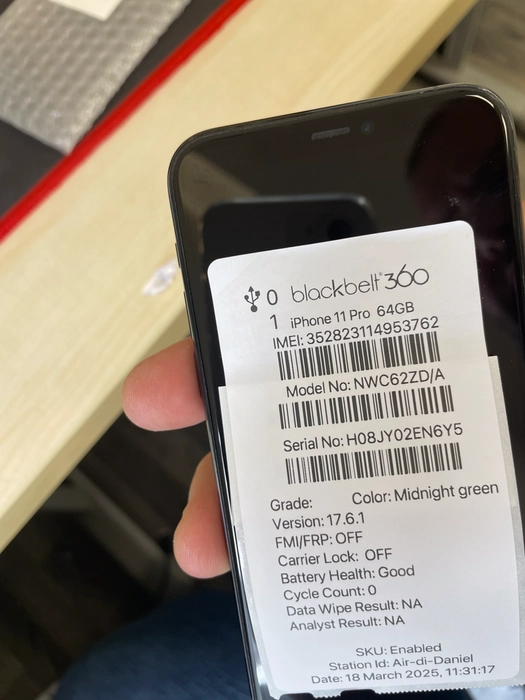 0 blackbelt°360
1 iPhone 11 Pro 64GB
IMEI: 352823114953762
Model No: NWC62ZD/A
Serial No: H08JY02EN6Y5
Grade: Color: Midnight green
Version: 17.6.1
FMI/FRP: OFF
Carrier Lock: OFF
Battery Health: Good
Cycle Count: 0
Data Wipe Result: NA
Analyst Result: NA
SKU: Enabled
Station Id: Air-di-Daniel
Date: 18 March 2025, 11:31:17